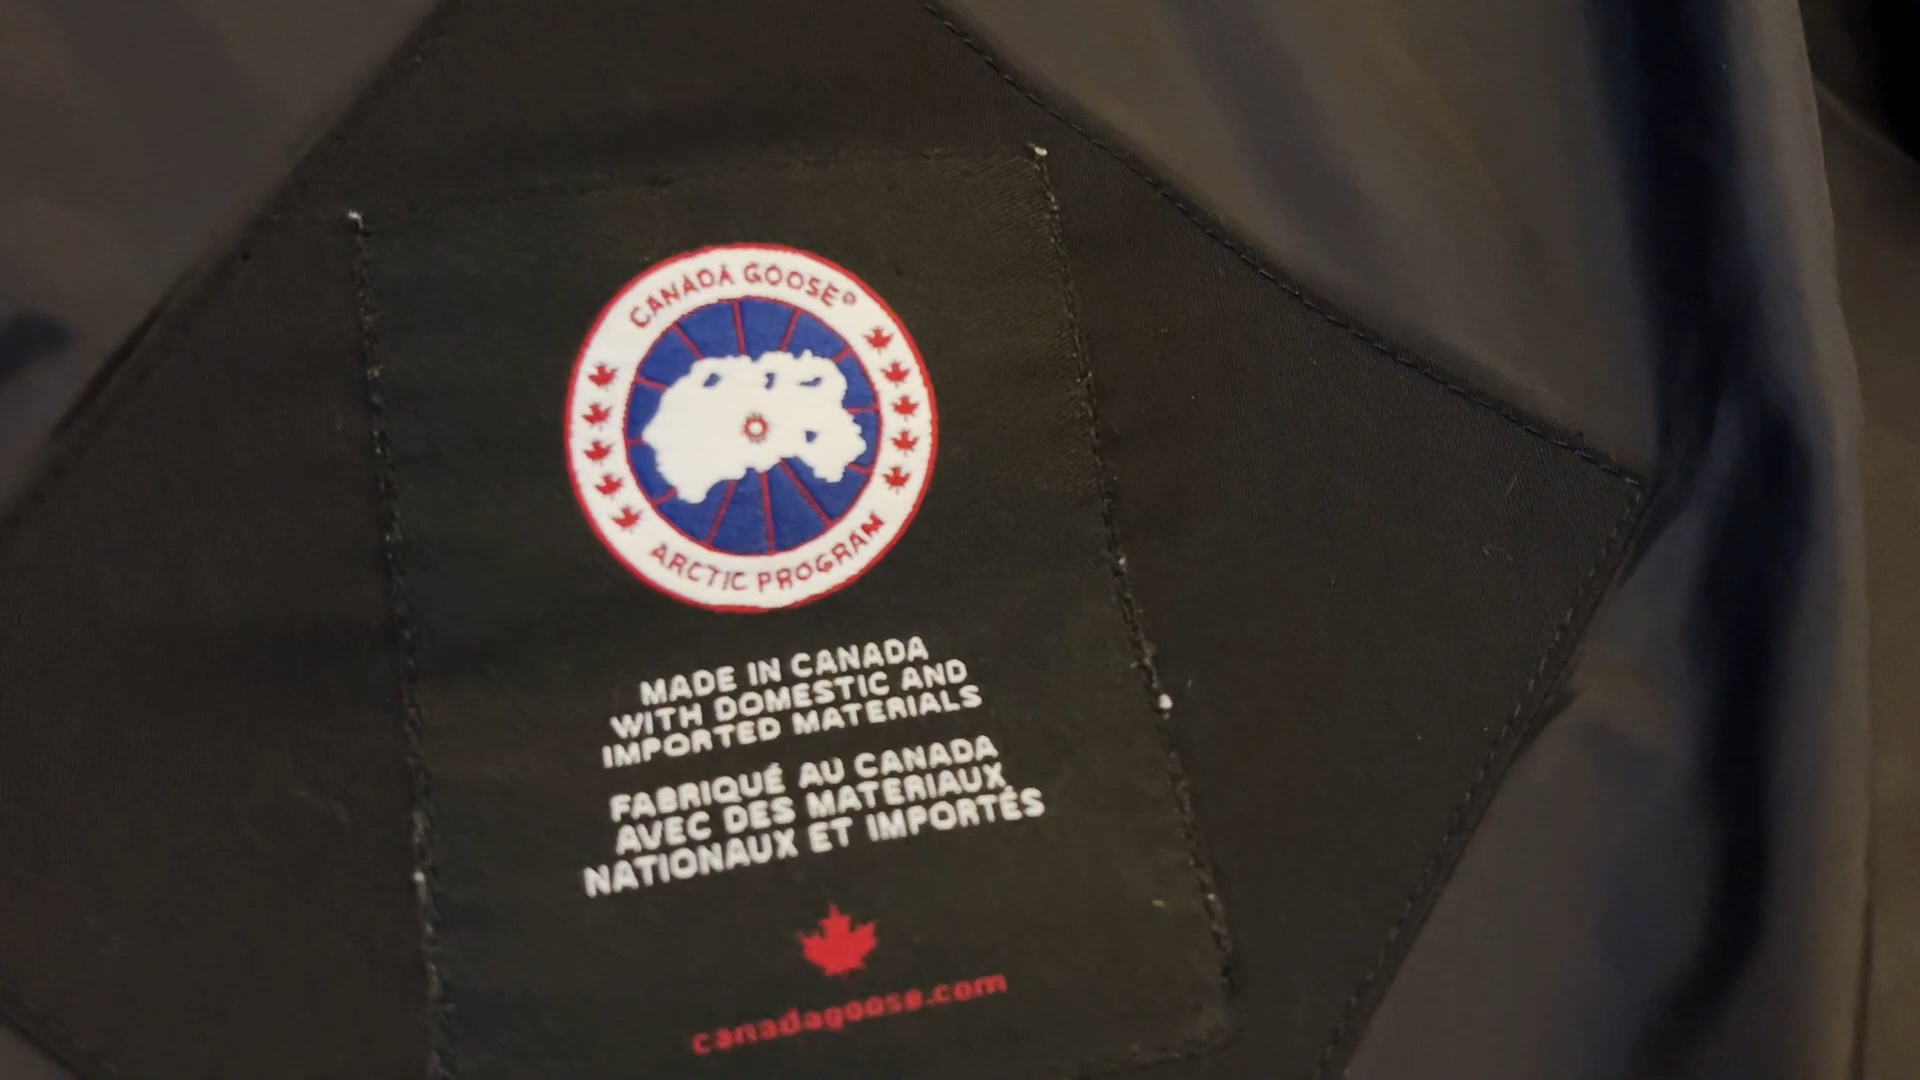 CANADA GOOSE®
ARCTIC PROGRAM
MADE IN CANADA
WITH DOMESTIC AND
IMPORTED MATERIALS
FABRIQUÉ AU CANADA
AVEC DES MATERIAUX
NATIONAUX ET IMPORTÉS
canadagoose.com